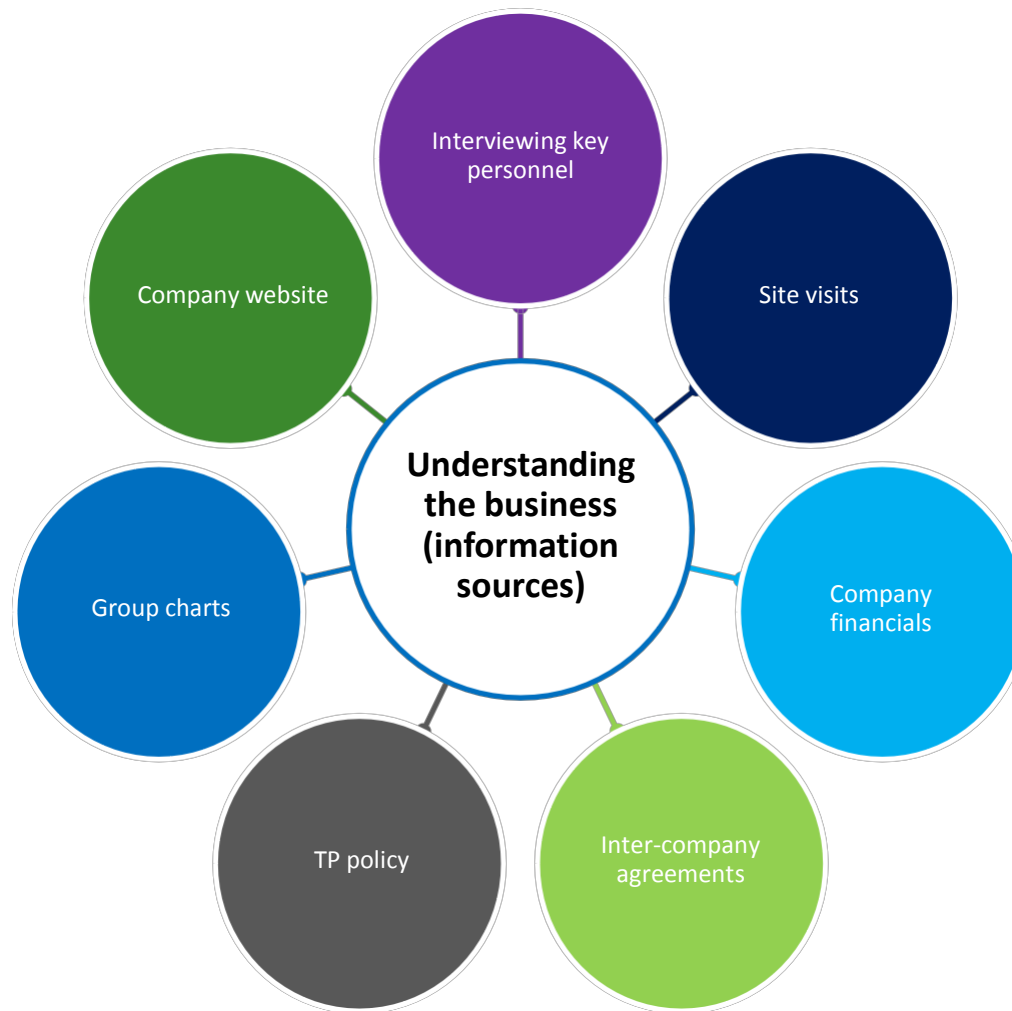 Interviewing key
personnel
Site visits
Company
financials
Inter-company
agreements
TP policy
Group charts
Company website
Understanding
the business
(information
sources)